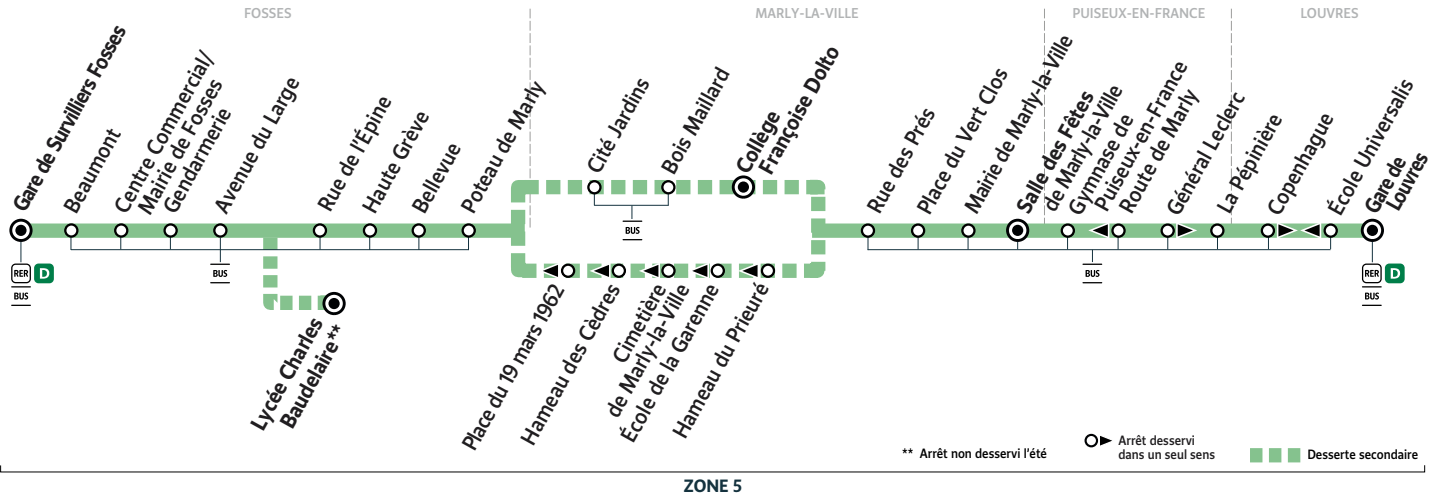 FOSSES
MARLY-LA-VILLE
PUISEUX-EN-FRANCE
LOUVRES
Gare de Survilliers Fosses
Beaumont
Centre Commercial/
Mairie de Fosses
Gendarmerie
Avenue du Large
Rue de l'Épine
Haute Grève
Bellevue
Poteau de Marly
Cité Jardins
Bois Maillard
Collège
Françoise Dolto
Rue des Prés
Place du Vert Clos
Mairie de Marly-la-Ville
Salle des Fêtes
de Marly-la-Ville
Gymnase de
Puiseux-en-France
Route de Marly
Général Leclerc
La Pépinière
Copenhague
École Universalis
Gare de
Louvres
RER D
BUS
BUS
BUS
BUS
RER D
BUS
Lycée Charles
Baudelaire **
Place du 19 mars 1962
Hameau des Cèdres
Cimetière
de Marly-la-Ville
École de la Garenne
Hameau du Prieuré
** Arrêt non desservi l'été
Arrêt desservi
dans un seul sens
Desserte secondaire
ZONE 5